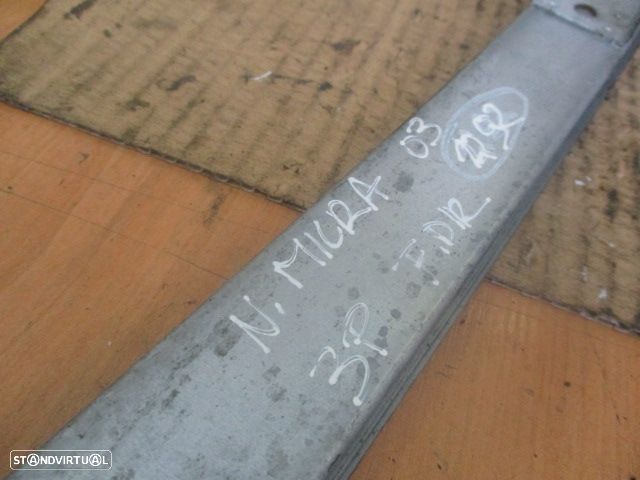 N. MICRA 03
3P F.DR
STANDVIRTUAL